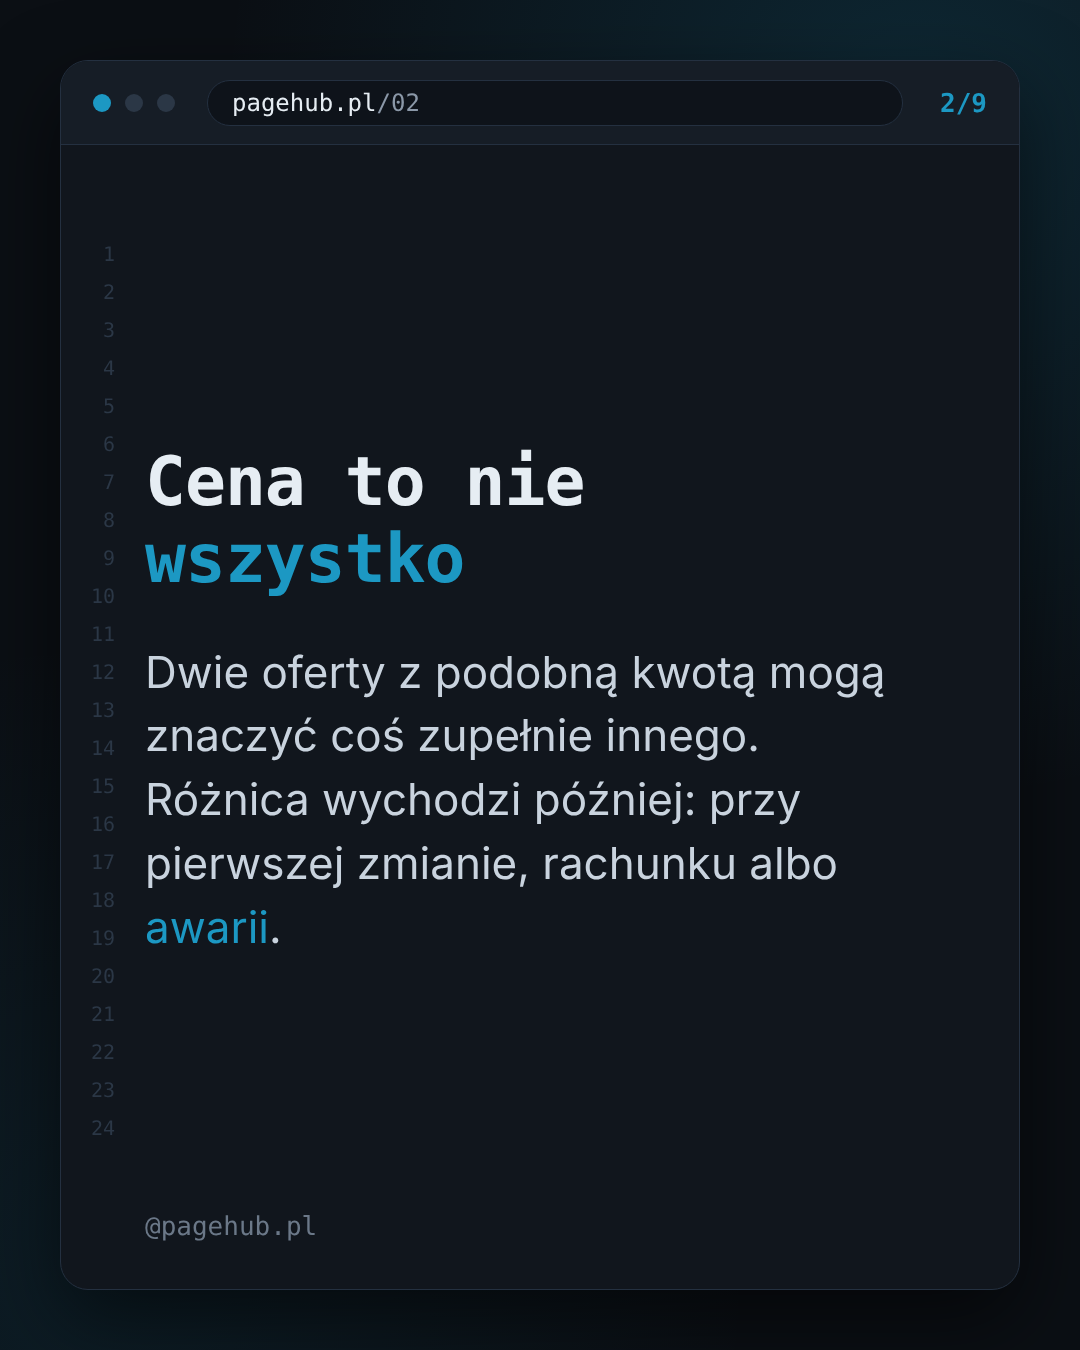 pagehub.pl/02
2/9
1
2
3
4
5
6
7
8
9
10
11
12
13
14
15
16
17
18
19
20
21
22
23
24
Cena to nie
wszystko
Dwie oferty z podobną kwotą mogą
znaczyć coś zupełnie innego.
Różnica wychodzi później: przy
pierwszej zmianie, rachunku albo
awarii.
@pagehub.pl